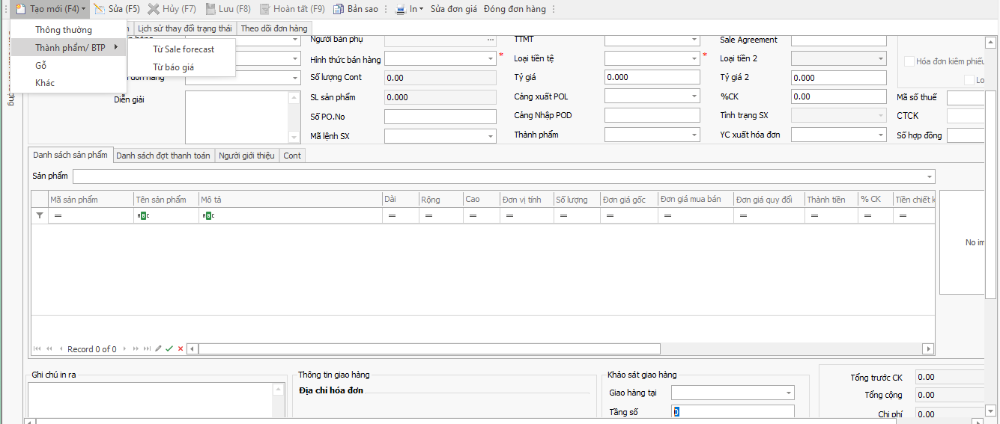 Tạo mới (F4) Sửa (F5) Hủy (F7) Lưu (F8) Hoàn tất (F9) Bản sao In Sửa đơn giá Đóng đơn hàng
Thông thường
Thành phẩm/ BTP
Gỗ
Khác
Từ Sale forecast
Từ báo giá
Lịch sử thay đổi trạng thái Theo dõi đơn hàng
Người bán phụ ... TTMT Sale Agreement
Hình thức bán hàng * Loại tiền tệ * Loại tiền 2 Hóa đơn kiêm phiếu
Số lượng Cont 0.00 Tỷ giá 0.000 Tỷ giá 2 0.000 Lo
Diễn giải SL sản phẩm 0.000 Cảng xuất POL %CK 0.00 Mã số thuế
Số PO.No Cảng Nhập POD Tình trạng SX CTCK
Mã lệnh SX Thành phẩm YC xuất hóa đơn Số hợp đồng
Danh sách sản phẩm Danh sách đợt thanh toán Người giới thiệu Cont
Sản phẩm
Mã sản phẩm Tên sản phẩm Mô tả Dài Rộng Cao Đơn vị tính Số lượng Đơn giá gốc Đơn giá mua bán Đơn giá quy đổi Thành tiền % CK Tiền chiết k
= ABC ABC = = = = = = = = = = =
No im
Record 0 of 0
Ghi chú in ra Thông tin giao hàng Khảo sát giao hàng
Địa chỉ hóa đơn
Giao hàng tại
Tầng số 0
Tổng trước CK 0.00
Tổng cộng 0.00
Chi phí 0.00